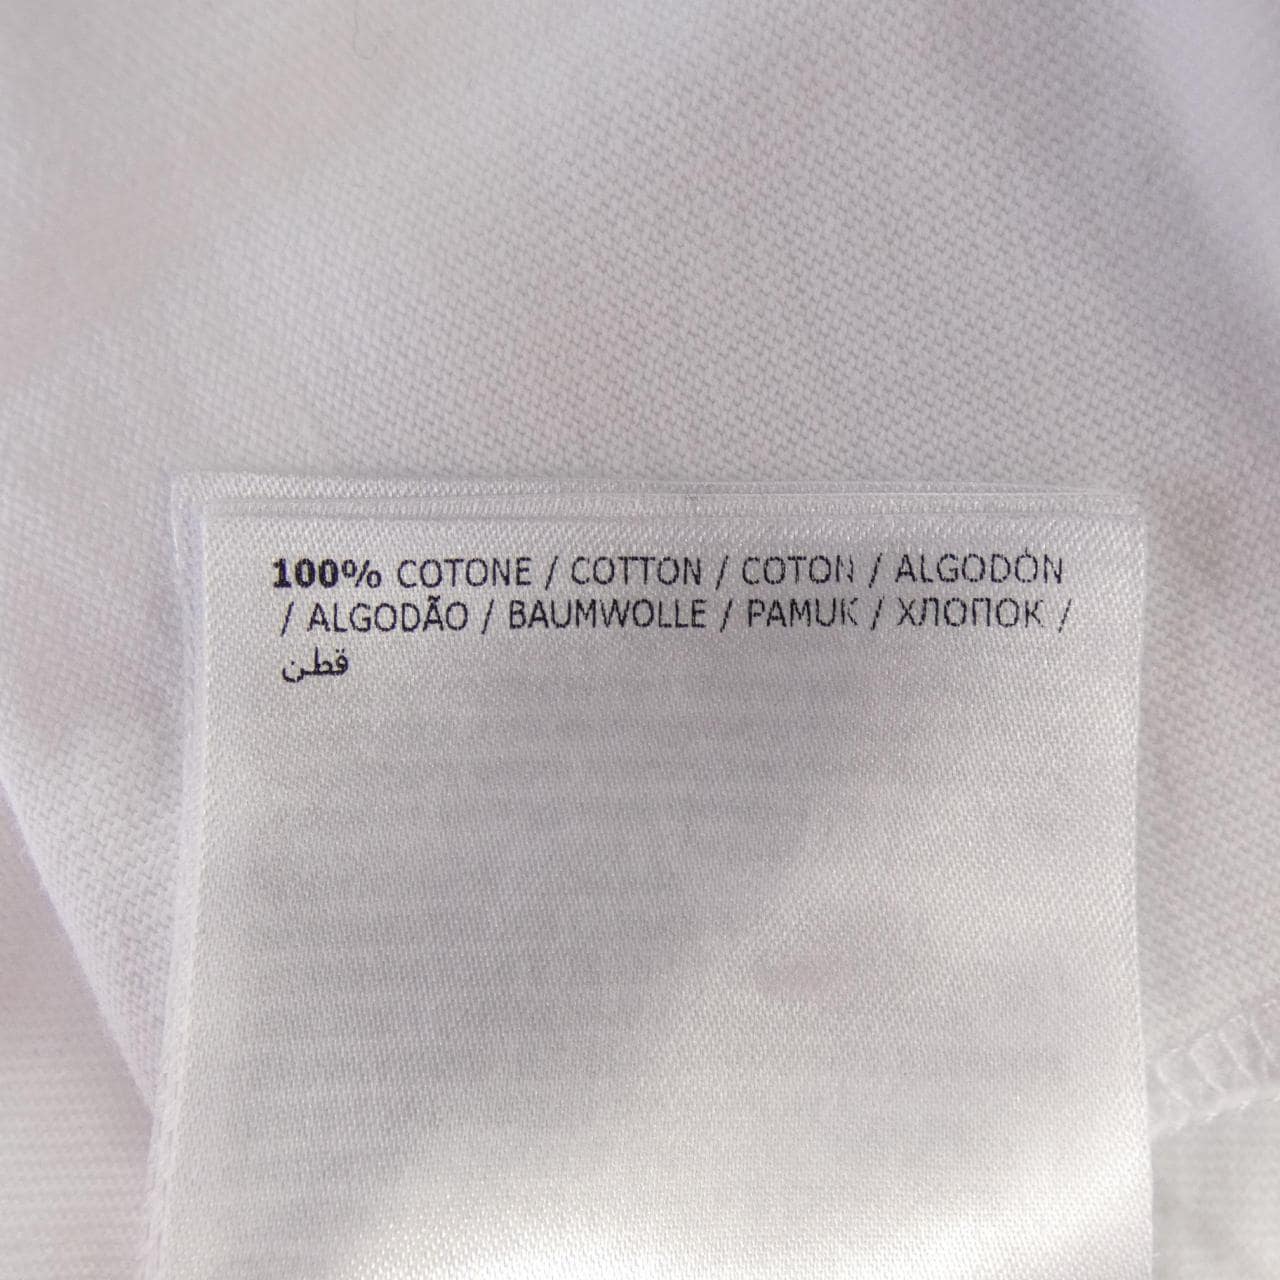 100% COTONE / COTTON / COTON / ALGODÓN
/ ALGODÃO / BAUMWOLLE / PAMUK / ХЛОПОК /
قطن